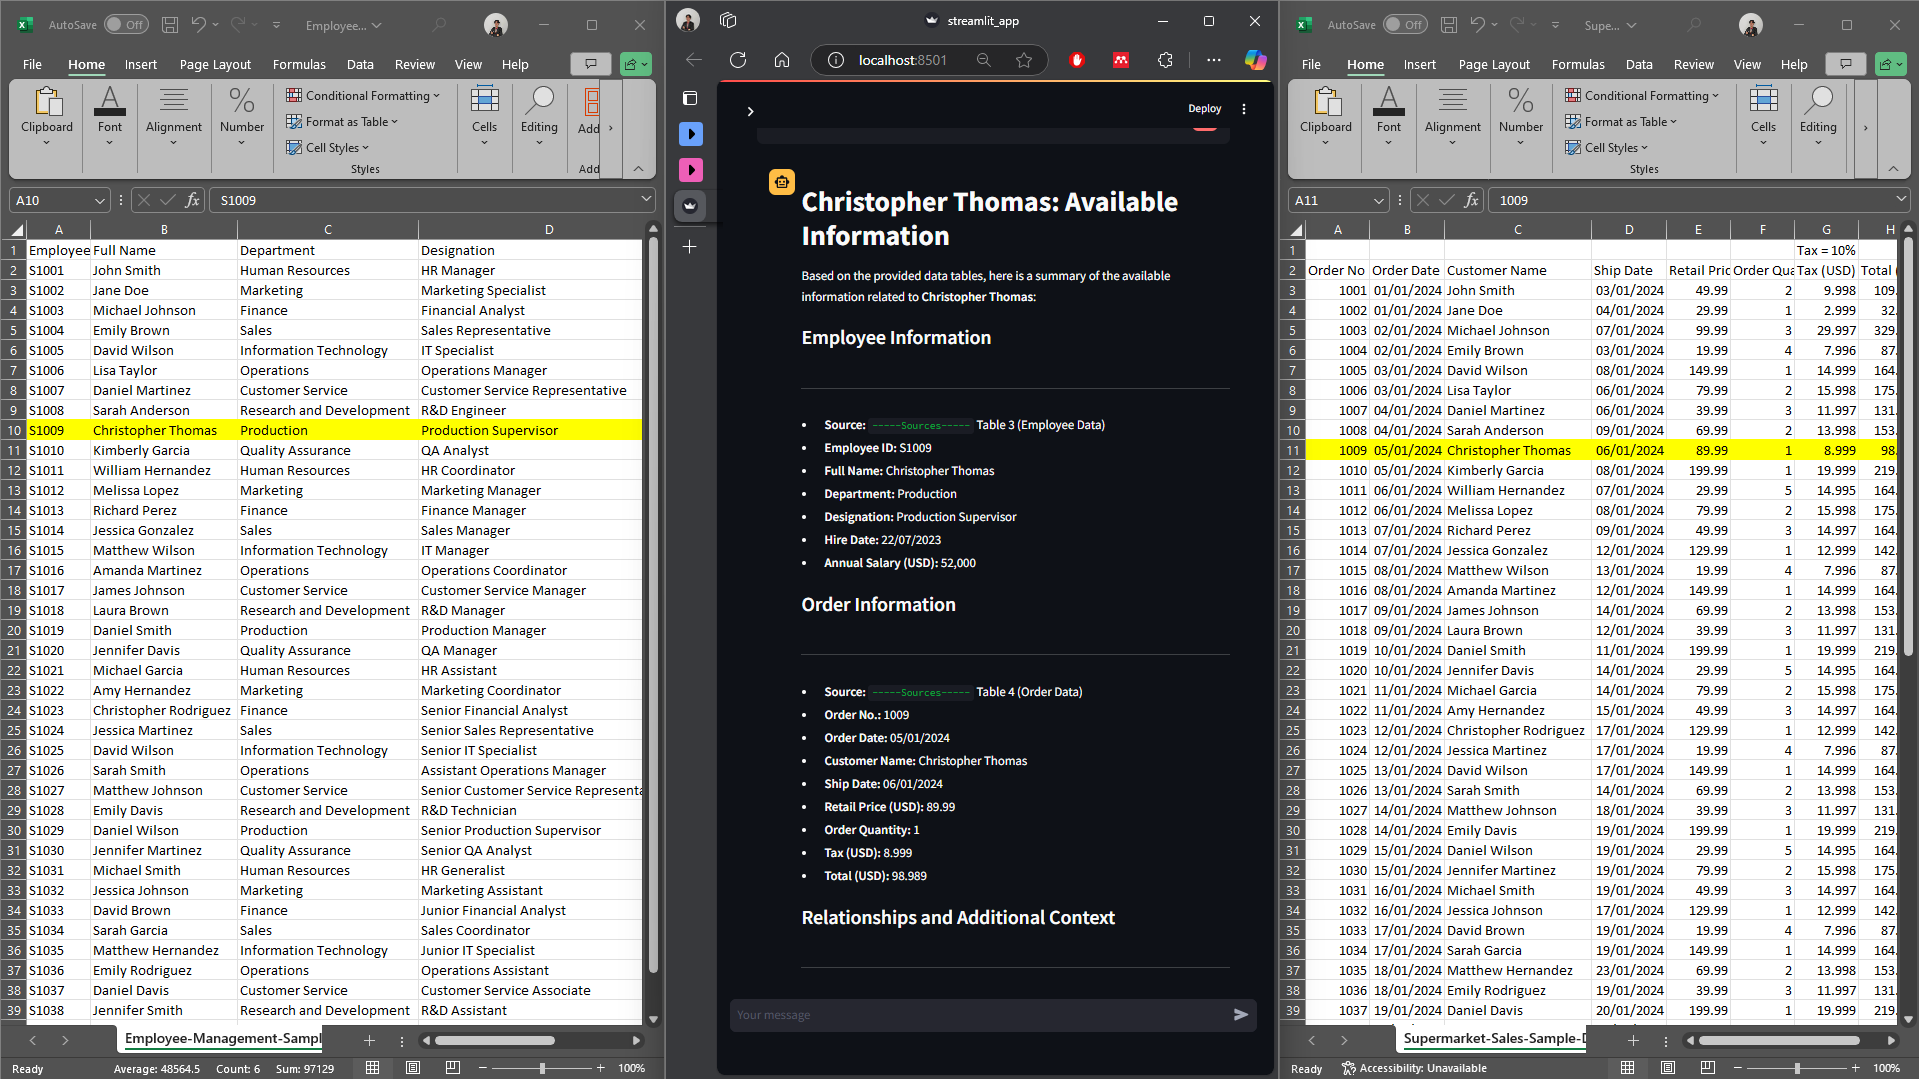 AutoSave Off Employee...
File Home Insert Page Layout Formulas Data Review View Help
Clipboard Font Alignment Number
Conditional Formatting
Format as Table
Cell Styles
Styles
Cells Editing Add
Add
A10 fx S1009
A B C D
1 Employee Full Name Department Designation
2 S1001 John Smith Human Resources HR Manager
3 S1002 Jane Doe Marketing Marketing Specialist
4 S1003 Michael Johnson Finance Financial Analyst
5 S1004 Emily Brown Sales Sales Representative
6 S1005 David Wilson Information Technology IT Specialist
7 S1006 Lisa Taylor Operations Operations Manager
8 S1007 Daniel Martinez Customer Service Customer Service Representative
9 S1008 Sarah Anderson Research and Development R&D Engineer
10 S1009 Christopher Thomas Production Production Supervisor
11 S1010 Kimberly Garcia Quality Assurance QA Analyst
12 S1011 William Hernandez Human Resources HR Coordinator
13 S1012 Melissa Lopez Marketing Marketing Manager
14 S1013 Richard Perez Finance Finance Manager
15 S1014 Jessica Gonzalez Sales Sales Manager
16 S1015 Matthew Wilson Information Technology IT Manager
17 S1016 Amanda Martinez Operations Operations Coordinator
18 S1017 James Johnson Customer Service Customer Service Manager
19 S1018 Laura Brown Research and Development R&D Manager
20 S1019 Daniel Smith Production Production Manager
21 S1020 Jennifer Davis Quality Assurance QA Manager
22 S1021 Michael Garcia Human Resources HR Assistant
23 S1022 Amy Hernandez Marketing Marketing Coordinator
24 S1023 Christopher Rodriguez Finance Senior Financial Analyst
25 S1024 Jessica Martinez Sales Senior Sales Representative
26 S1025 David Wilson Information Technology Senior IT Specialist
27 S1026 Sarah Smith Operations Assistant Operations Manager
28 S1027 Matthew Johnson Customer Service Senior Customer Service Representa
29 S1028 Emily Davis Research and Development R&D Technician
30 S1029 Daniel Wilson Production Senior Production Supervisor
31 S1030 Jennifer Martinez Quality Assurance Senior QA Analyst
32 S1031 Michael Smith Human Resources HR Generalist
33 S1032 Jessica Johnson Marketing Marketing Assistant
34 S1033 David Brown Finance Junior Financial Analyst
35 S1034 Sarah Garcia Sales Sales Coordinator
36 S1035 Matthew Hernandez Information Technology Junior IT Specialist
37 S1036 Emily Rodriguez Operations Operations Assistant
38 S1037 Daniel Davis Customer Service Customer Service Associate
39 S1038 Jennifer Smith Research and Development R&D Assistant
Employee-Management-Sampl
Ready Average: 48564.5 Count: 6 Sum: 97129 100%
streamlit_app
localhost:8501
Deploy
Christopher Thomas: Available
Information
Based on the provided data tables, here is a summary of the available
information related to Christopher Thomas:
Employee Information
• Source: -----Sources----- Table 3 (Employee Data)
• Employee ID: S1009
• Full Name: Christopher Thomas
• Department: Production
• Designation: Production Supervisor
• Hire Date: 22/07/2023
• Annual Salary (USD): 52,000
Order Information
• Source: -----Sources----- Table 4 (Order Data)
• Order No.: 1009
• Order Date: 05/01/2024
• Customer Name: Christopher Thomas
• Ship Date: 06/01/2024
• Retail Price (USD): 89.99
• Order Quantity: 1
• Tax (USD): 8.999
• Total (USD): 98.989
Relationships and Additional Context
Your message
AutoSave Off Supe...
File Home Insert Page Layout Formulas Data Review View Help
Clipboard Font Alignment Number
Conditional Formatting
Format as Table
Cell Styles
Styles
Cells Editing
A11 fx 1009
A B C D E F G H
1 Tax = 10%
2 Order No Order Date Customer Name Ship Date Retail Pric Order Qua Tax (USD) Total (
3 1001 01/01/2024 John Smith 03/01/2024 49.99 2 9.998 109.
4 1002 01/01/2024 Jane Doe 04/01/2024 29.99 1 2.999 32.
5 1003 02/01/2024 Michael Johnson 07/01/2024 99.99 3 29.997 329.
6 1004 02/01/2024 Emily Brown 03/01/2024 19.99 4 7.996 87.
7 1005 03/01/2024 David Wilson 08/01/2024 149.99 1 14.999 164.
8 1006 03/01/2024 Lisa Taylor 06/01/2024 79.99 2 15.998 175.
9 1007 04/01/2024 Daniel Martinez 06/01/2024 39.99 3 11.997 131.
10 1008 04/01/2024 Sarah Anderson 09/01/2024 69.99 2 13.998 153.
11 1009 05/01/2024 Christopher Thomas 06/01/2024 89.99 1 8.999 98.
12 1010 05/01/2024 Kimberly Garcia 08/01/2024 199.99 1 19.999 219.
13 1011 06/01/2024 William Hernandez 07/01/2024 29.99 5 14.995 164.
14 1012 06/01/2024 Melissa Lopez 08/01/2024 79.99 2 15.998 175.
15 1013 07/01/2024 Richard Perez 09/01/2024 49.99 3 14.997 164.
16 1014 07/01/2024 Jessica Gonzalez 12/01/2024 129.99 1 12.999 142.
17 1015 08/01/2024 Matthew Wilson 13/01/2024 19.99 4 7.996 87.
18 1016 08/01/2024 Amanda Martinez 12/01/2024 149.99 1 14.999 164.
19 1017 09/01/2024 James Johnson 14/01/2024 69.99 2 13.998 153.
20 1018 09/01/2024 Laura Brown 12/01/2024 39.99 3 11.997 131.
21 1019 10/01/2024 Daniel Smith 11/01/2024 199.99 1 19.999 219.
22 1020 10/01/2024 Jennifer Davis 14/01/2024 29.99 5 14.995 164.
23 1021 11/01/2024 Michael Garcia 14/01/2024 79.99 2 15.998 175.
24 1022 11/01/2024 Amy Hernandez 15/01/2024 49.99 3 14.997 164.
25 1023 12/01/2024 Christopher Rodriguez 17/01/2024 129.99 1 12.999 142.
26 1024 12/01/2024 Jessica Martinez 17/01/2024 19.99 4 7.996 87.
27 1025 13/01/2024 David Wilson 17/01/2024 149.99 1 14.999 164.
28 1026 13/01/2024 Sarah Smith 14/01/2024 69.99 2 13.998 153.
29 1027 14/01/2024 Matthew Johnson 18/01/2024 39.99 3 11.997 131.
30 1028 14/01/2024 Emily Davis 19/01/2024 199.99 1 19.999 219.
31 1029 15/01/2024 Daniel Wilson 19/01/2024 29.99 5 14.995 164.
32 1030 15/01/2024 Jennifer Martinez 19/01/2024 79.99 2 15.998 175.
33 1031 16/01/2024 Michael Smith 19/01/2024 49.99 3 14.997 164.
34 1032 16/01/2024 Jessica Johnson 17/01/2024 129.99 1 12.999 142.
35 1033 17/01/2024 David Brown 19/01/2024 19.99 4 7.996 87.
36 1034 17/01/2024 Sarah Garcia 19/01/2024 149.99 1 14.999 164.
37 1035 18/01/2024 Matthew Hernandez 23/01/2024 69.99 2 13.998 153.
38 1036 18/01/2024 Emily Rodriguez 19/01/2024 39.99 3 11.997 131.
39 1037 19/01/2024 Daniel Davis 20/01/2024 199.99 1 19.999 219.
Supermarket-Sales-Sample-D
Ready Accessibility: Unavailable 100%